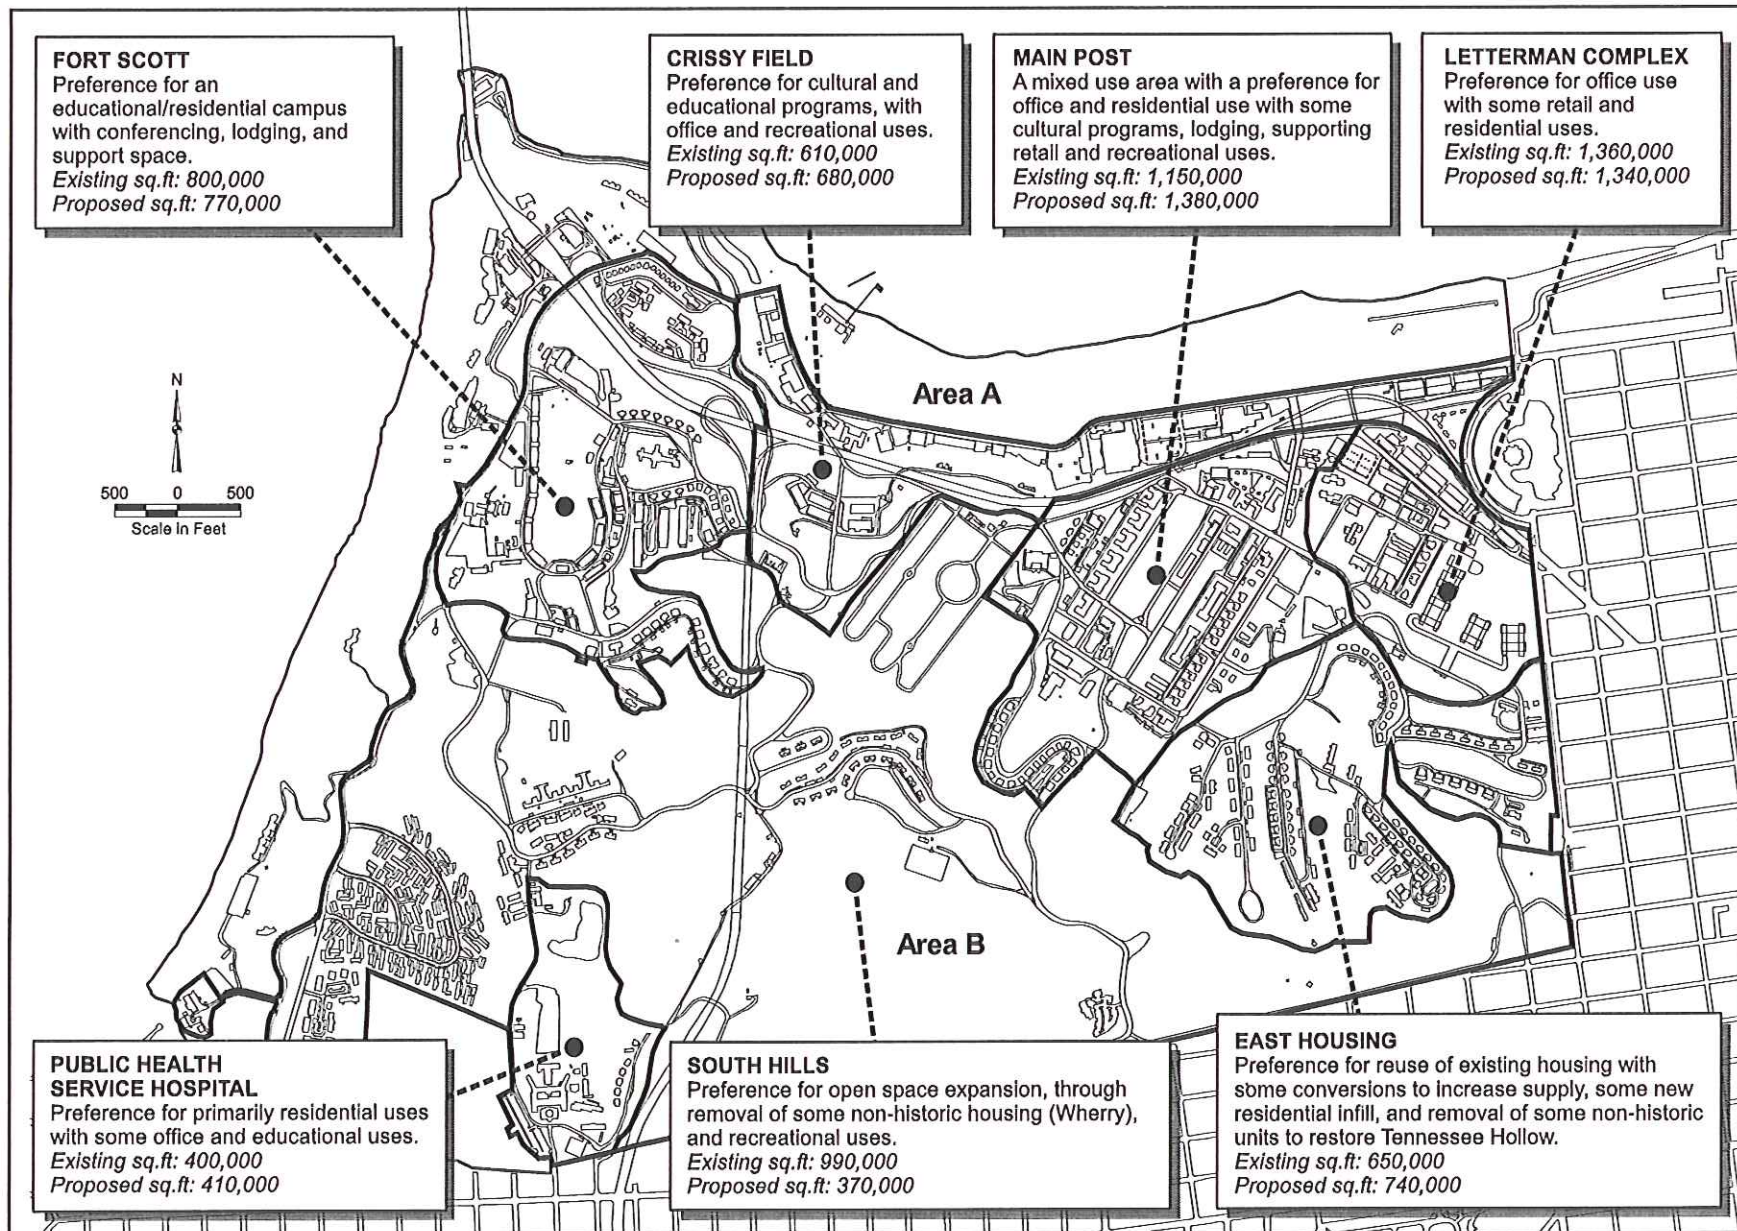 FORT SCOTT
Preference for an
educational/residential campus
with conferencing, lodging, and
support space.
Existing sq.ft: 800,000
Proposed sq.ft: 770,000
CRISSY FIELD
Preference for cultural and
educational programs, with
office and recreational uses.
Existing sq.ft: 610,000
Proposed sq.ft: 680,000
MAIN POST
A mixed use area with a preference for
office and residential use with some
cultural programs, lodging, supporting
retail and recreational uses.
Existing sq.ft: 1,150,000
Proposed sq.ft: 1,380,000
LETTERMAN COMPLEX
Preference for office use
with some retail and
residential uses.
Existing sq.ft: 1,360,000
Proposed sq.ft: 1,340,000
N
500 0 500
Scale in Feet
Area A
Area B
PUBLIC HEALTH
SERVICE HOSPITAL
Preference for primarily residential uses
with some office and educational uses.
Existing sq.ft: 400,000
Proposed sq.ft: 410,000
SOUTH HILLS
Preference for open space expansion, through
removal of some non-historic housing (Wherry),
and recreational uses.
Existing sq.ft: 990,000
Proposed sq.ft: 370,000
EAST HOUSING
Preference for reuse of existing housing with
some conversions to increase supply, some new
residential infill, and removal of some non-historic
units to restore Tennessee Hollow.
Existing sq.ft: 650,000
Proposed sq.ft: 740,000